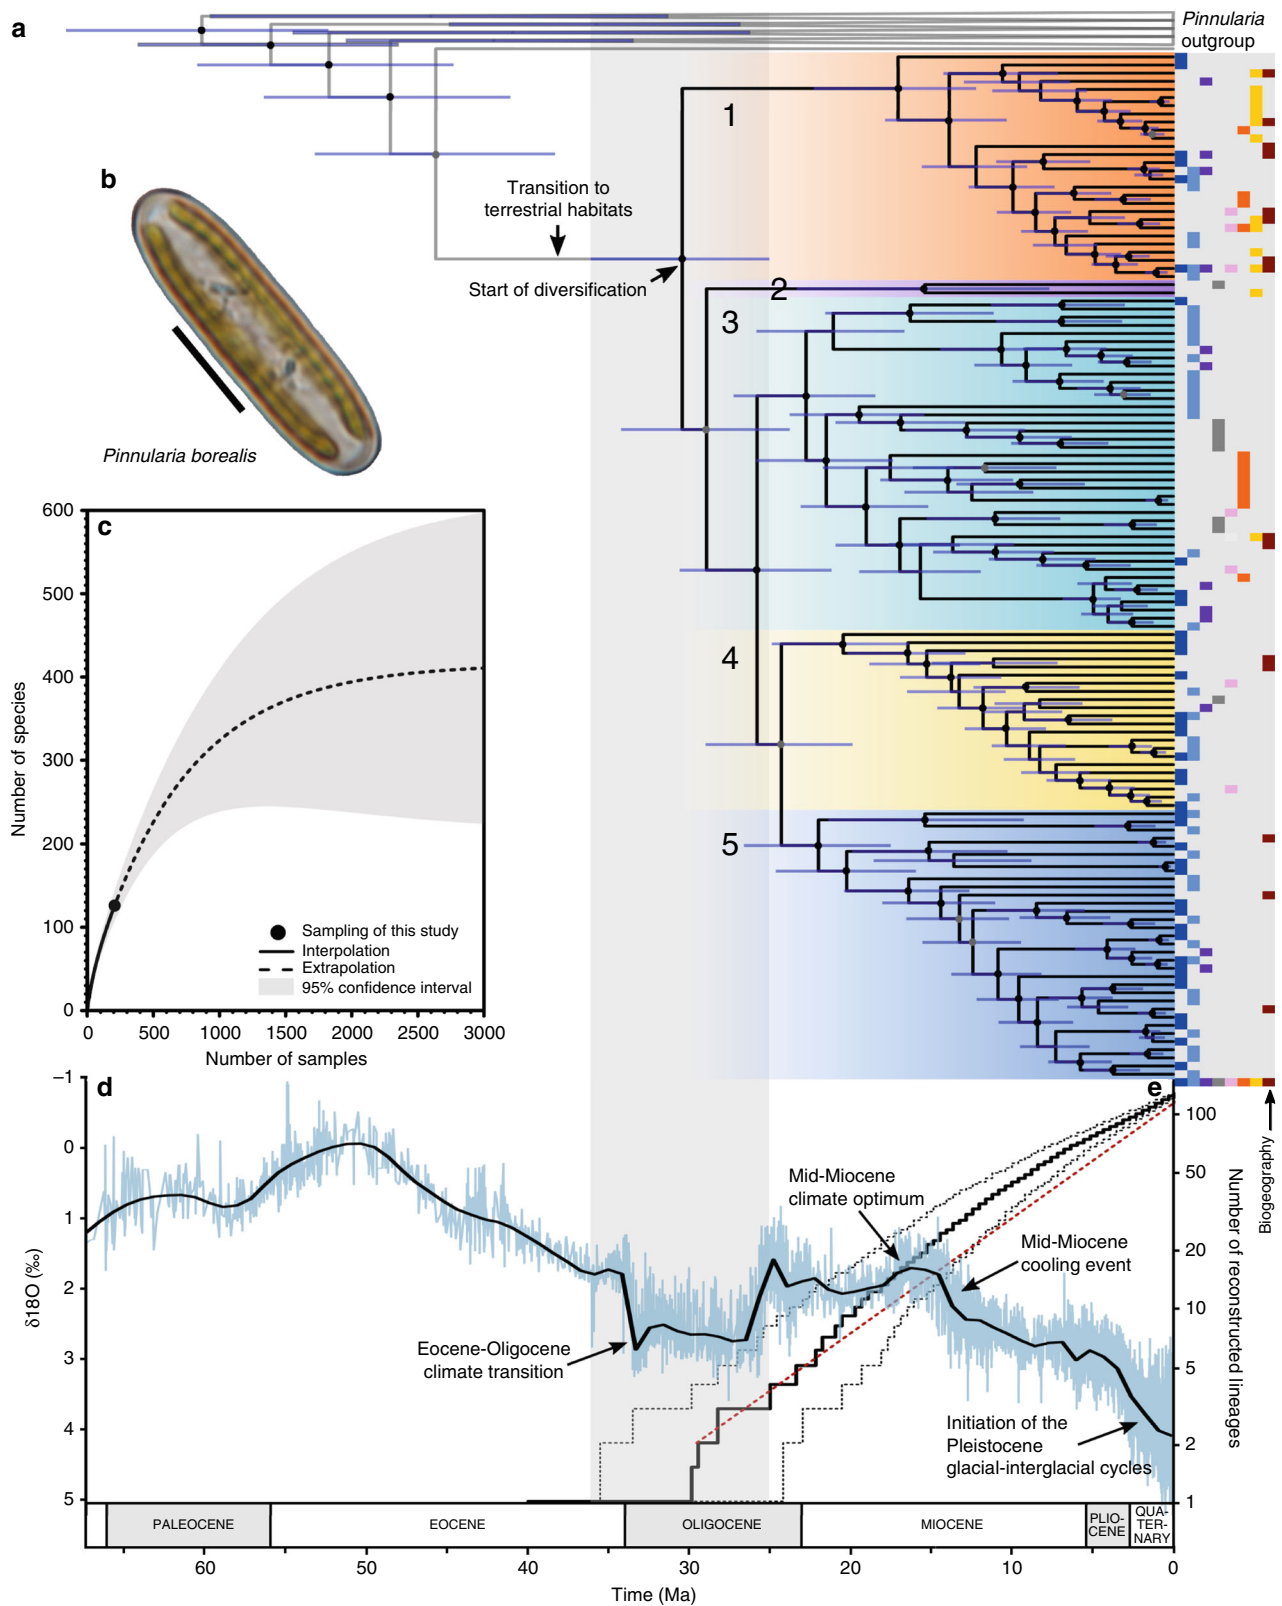 a
Pinnularia
outgroup
1
b
Transition to
terrestrial habitats
Start of diversification
2
3
Pinnularia borealis
4
5
c
600
500
400
300
200
100
0
Number of species
Sampling of this study
Interpolation
Extrapolation
95% confidence interval
0 500 1000 1500 2000 2500 3000
Number of samples
d
e
–1
0
1
2
3
4
5
δ18O (‰)
Mid-Miocene
climate optimum
Mid-Miocene
cooling event
Eocene-Oligocene
climate transition
Initiation of the
Pleistocene
glacial-interglacial cycles
100
50
20
10
5
2
1
Number of reconstructed lineages
Biogeography
PALEOCENE EOCENE OLIGOCENE MIOCENE
PLIO-
CENE
QUA-
TER-
NARY
60 50 40 30 20 10 0
Time (Ma)